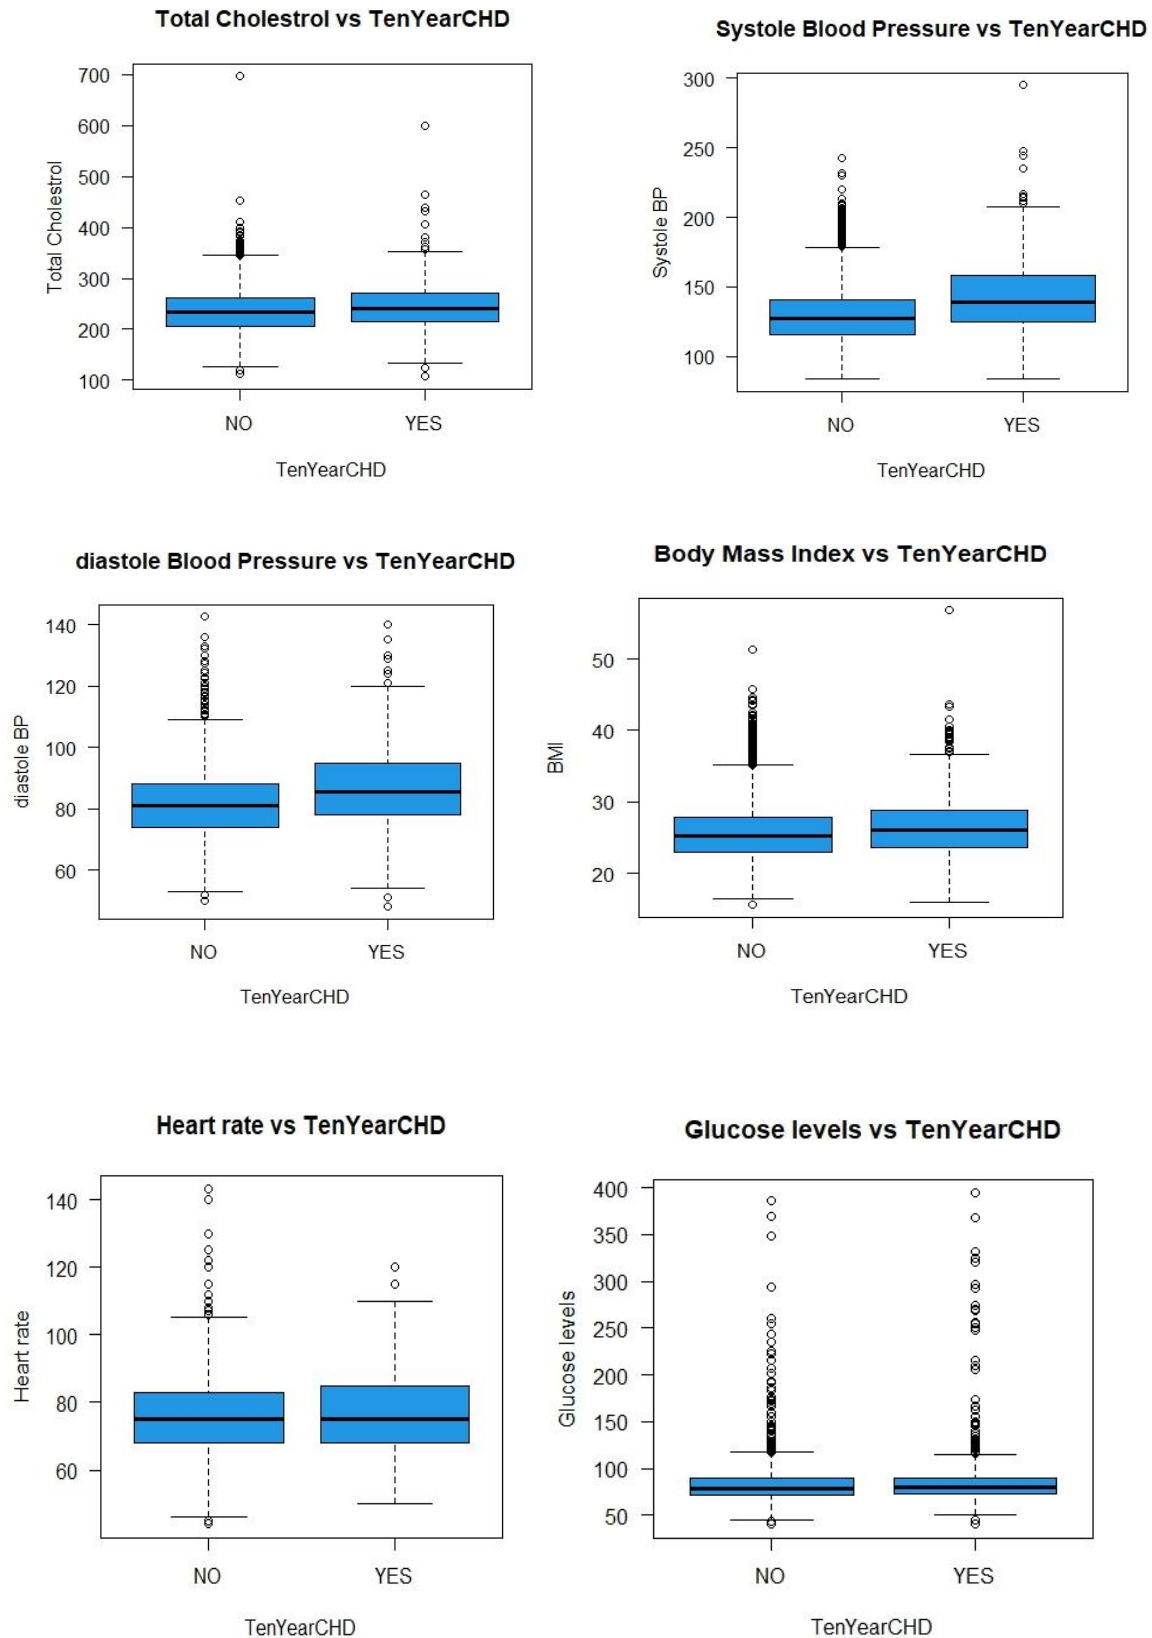 Total Cholestrol vs TenYearCHD
700
600
500
400
300
200
100
Total Cholestrol
NO YES
TenYearCHD
Systole Blood Pressure vs TenYearCHD
300
250
200
150
100
Systole BP
NO YES
TenYearCHD
diastole Blood Pressure vs TenYearCHD
140
120
100
80
60
diastole BP
NO YES
TenYearCHD
Body Mass Index vs TenYearCHD
50
40
30
20
BMI
NO YES
TenYearCHD
Heart rate vs TenYearCHD
140
120
100
80
60
Heart rate
NO YES
TenYearCHD
Glucose levels vs TenYearCHD
400
350
300
250
200
150
100
50
Glucose levels
NO YES
TenYearCHD